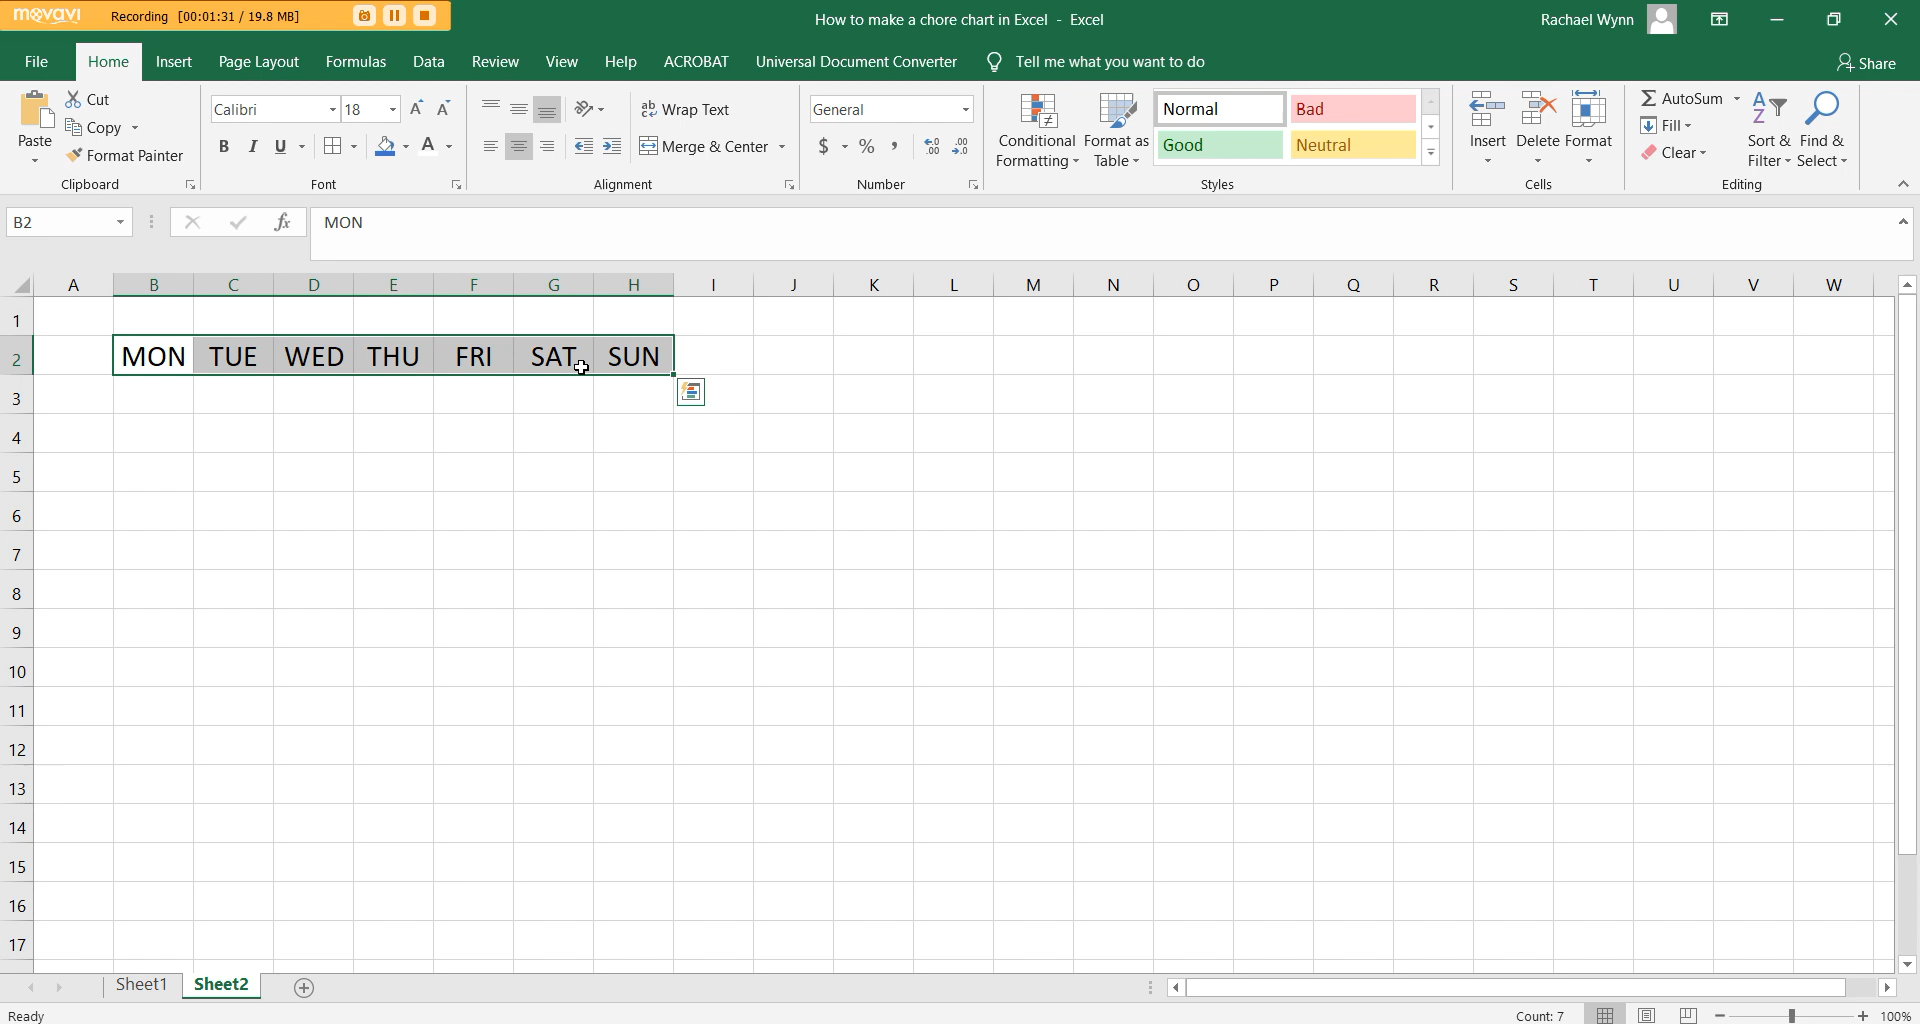 movavi Recording [00:01:31 / 19.8 MB] How to make a chore chart in Excel - Excel Rachael Wynn
File Home Insert Page Layout Formulas Data Review View Help ACROBAT Universal Document Converter Tell me what you want to do Share
Paste
Cut
Copy
Format Painter
Clipboard
Calibri 18 A A
B I U A
Font
ab Wrap Text
Merge & Center
Alignment
General
$ % , .00 .00
Number
Conditional Formatting
Format as Table
Normal Bad
Good Neutral
Styles
Insert Delete Format
Cells
AutoSum
Fill
Clear
Sort & Filter
Find & Select
Editing
B2 fx MON
A B C D E F G H I J K L M N O P Q R S T U V W
1
2 MON TUE WED THU FRI SAT SUN
3
4
5
6
7
8
9
10
11
12
13
14
15
16
17
Sheet1 Sheet2
Ready Count: 7 100%